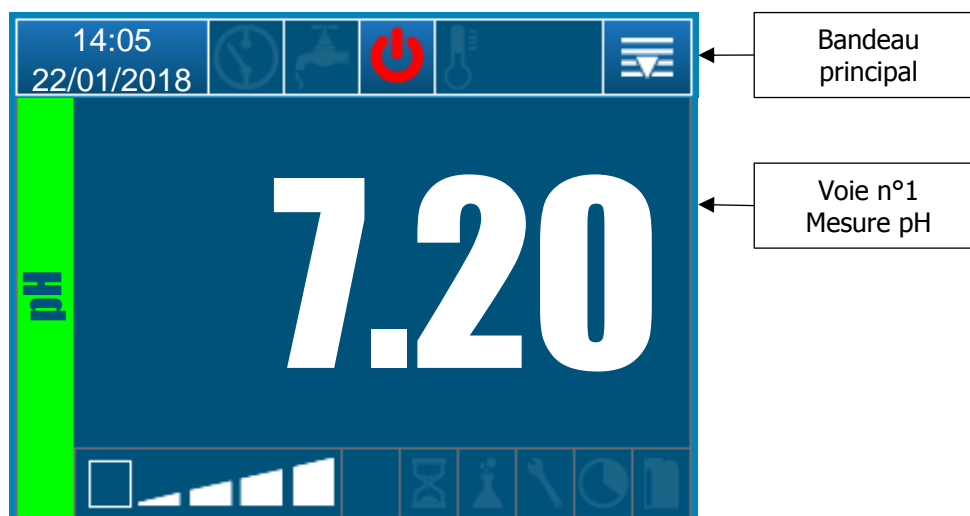 14:05
22/01/2018
Bandeau
principal
Voie n°1
Mesure pH
pH
7.20